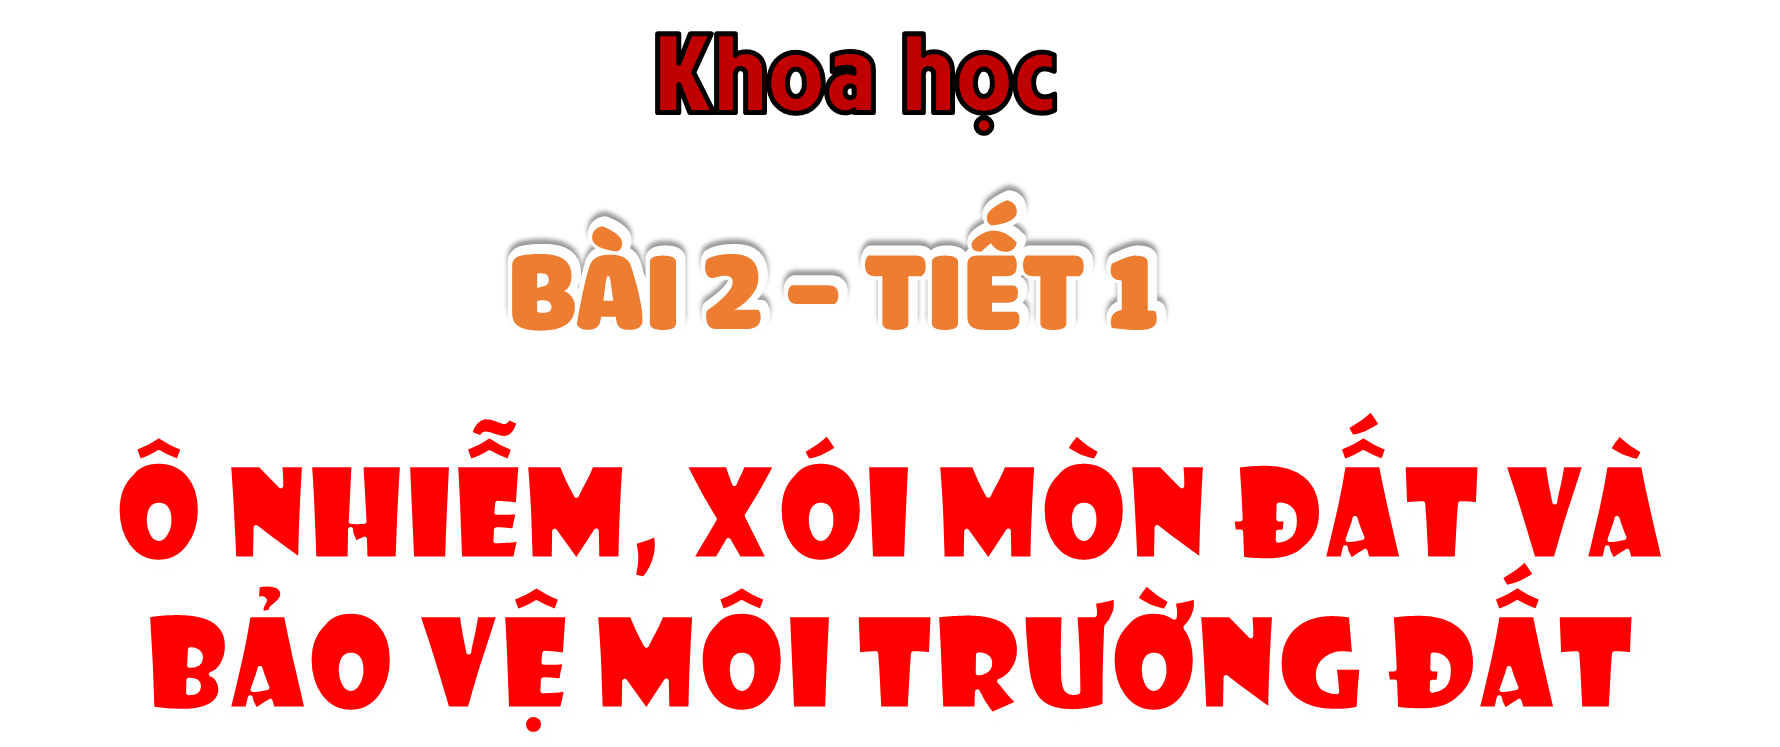 Khoa học
BÀI 2 – TIẾT 1
Ô NHIỄM, XÓI MÒN ĐẤT VÀ
BẢO VỆ MÔI TRƯỜNG ĐẤT